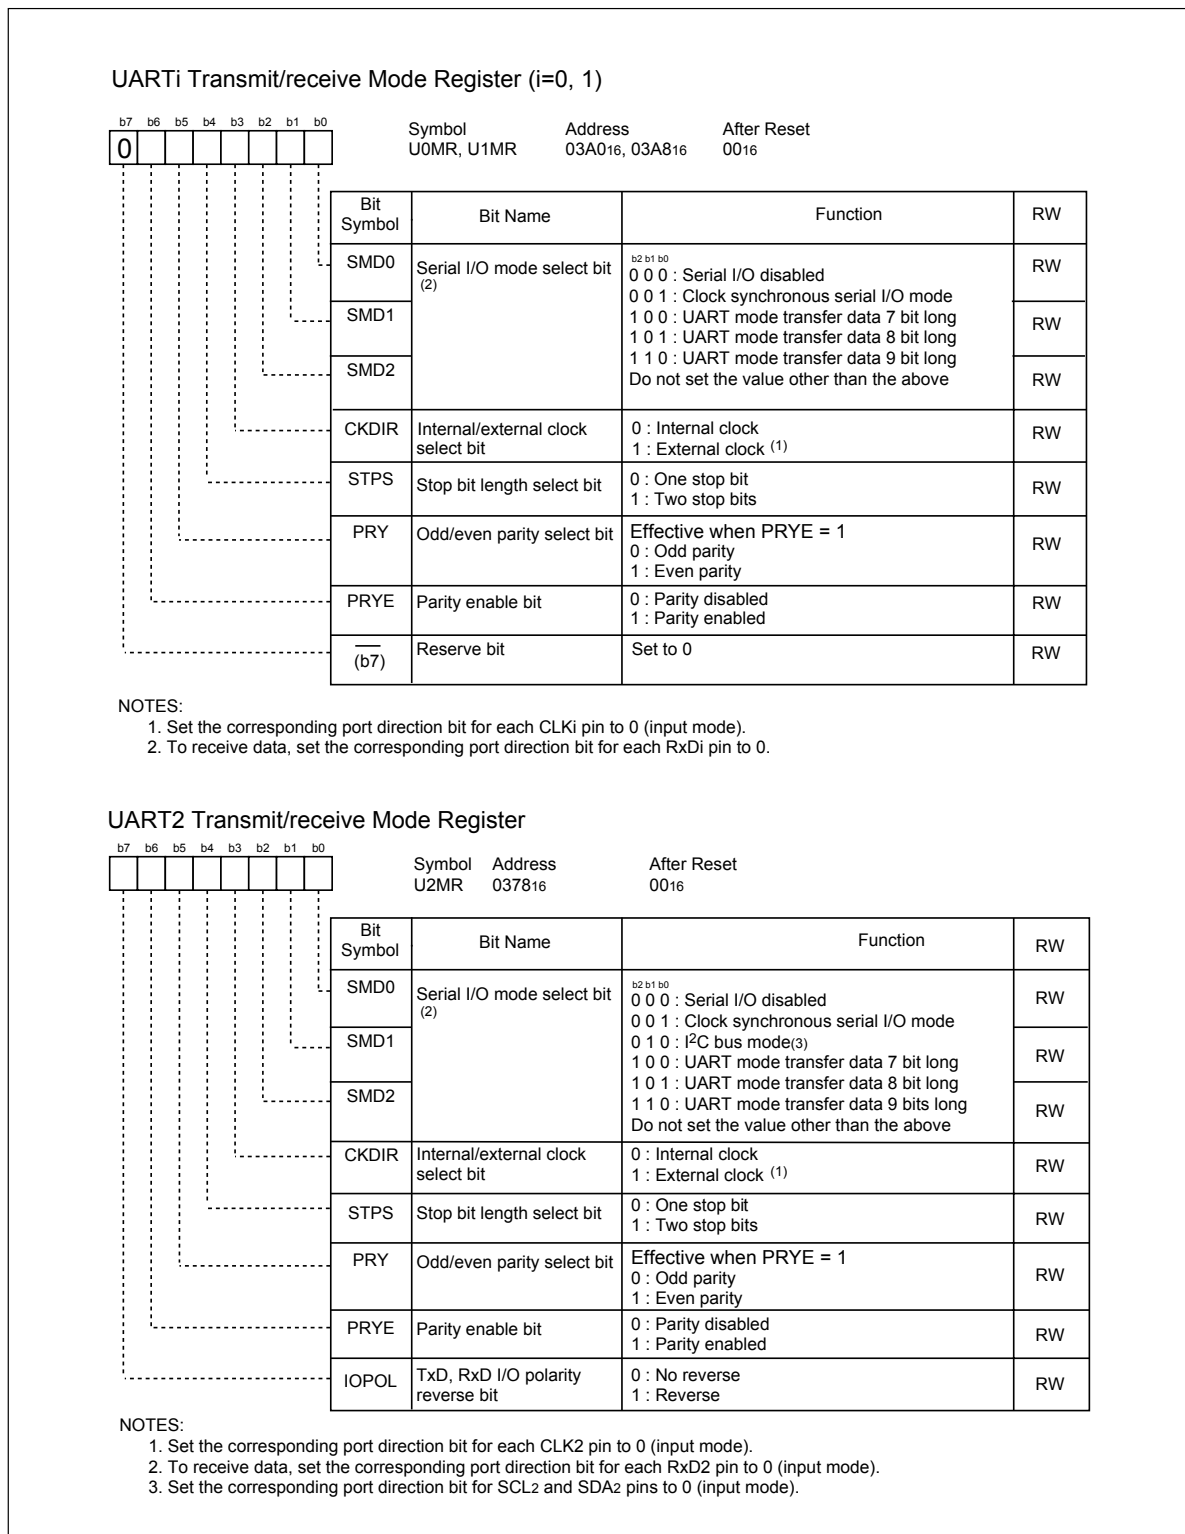 UARTi Transmit/receive Mode Register (i=0, 1)
b7 b6 b5 b4 b3 b2 b1 b0
0
Symbol Address After Reset
U0MR, U1MR 03A016, 03A816 0016
Bit Symbol Bit Name Function RW
SMD0 Serial I/O mode select bit (2) RW
SMD1 RW
SMD2 RW
b2 b1 b0
0 0 0 : Serial I/O disabled
0 0 1 : Clock synchronous serial I/O mode
1 0 0 : UART mode transfer data 7 bit long
1 0 1 : UART mode transfer data 8 bit long
1 1 0 : UART mode transfer data 9 bit long
Do not set the value other than the above
CKDIR Internal/external clock select bit RW
0 : Internal clock
1 : External clock (1)
STPS Stop bit length select bit RW
0 : One stop bit
1 : Two stop bits
PRY Odd/even parity select bit RW
Effective when PRYE = 1
0 : Odd parity
1 : Even parity
PRYE Parity enable bit RW
0 : Parity disabled
1 : Parity enabled
(b7) Reserve bit Set to 0 RW
NOTES:
1. Set the corresponding port direction bit for each CLKi pin to 0 (input mode).
2. To receive data, set the corresponding port direction bit for each RxDi pin to 0.
UART2 Transmit/receive Mode Register
b7 b6 b5 b4 b3 b2 b1 b0
Symbol Address After Reset
U2MR 037816 0016
Bit Symbol Bit Name Function RW
SMD0 Serial I/O mode select bit (2) RW
SMD1 RW
SMD2 RW
b2 b1 b0
0 0 0 : Serial I/O disabled
0 0 1 : Clock synchronous serial I/O mode
0 1 0 : I2C bus mode(3)
1 0 0 : UART mode transfer data 7 bit long
1 0 1 : UART mode transfer data 8 bit long
1 1 0 : UART mode transfer data 9 bits long
Do not set the value other than the above
CKDIR Internal/external clock select bit RW
0 : Internal clock
1 : External clock (1)
STPS Stop bit length select bit RW
0 : One stop bit
1 : Two stop bits
PRY Odd/even parity select bit RW
Effective when PRYE = 1
0 : Odd parity
1 : Even parity
PRYE Parity enable bit RW
0 : Parity disabled
1 : Parity enabled
IOPOL TxD, RxD I/O polarity reverse bit RW
0 : No reverse
1 : Reverse
NOTES:
1. Set the corresponding port direction bit for each CLK2 pin to 0 (input mode).
2. To receive data, set the corresponding port direction bit for each RxD2 pin to 0 (input mode).
3. Set the corresponding port direction bit for SCL2 and SDA2 pins to 0 (input mode).